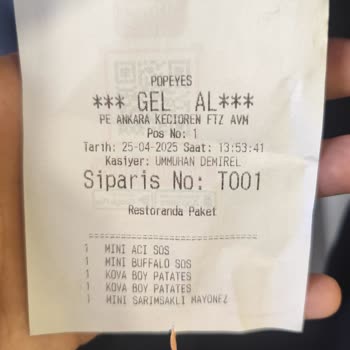 POPEYES
*** GEL AL***
PE ANKARA KECIOREN FTZ AVM
Pos No: 1
Tarih: 25-04-2025 Saat: 13:53:41
Kasiyer: UMMUHAN DEMIREL
Siparis No: T001
Restoranda Paket
1 MINI ACI SOS
1 MINI BUFFALO SOS
1 KOVA BOY PATATES
1 KOVA BOY PATATES
1 MINI SARIMSAKLI MAYONEZ